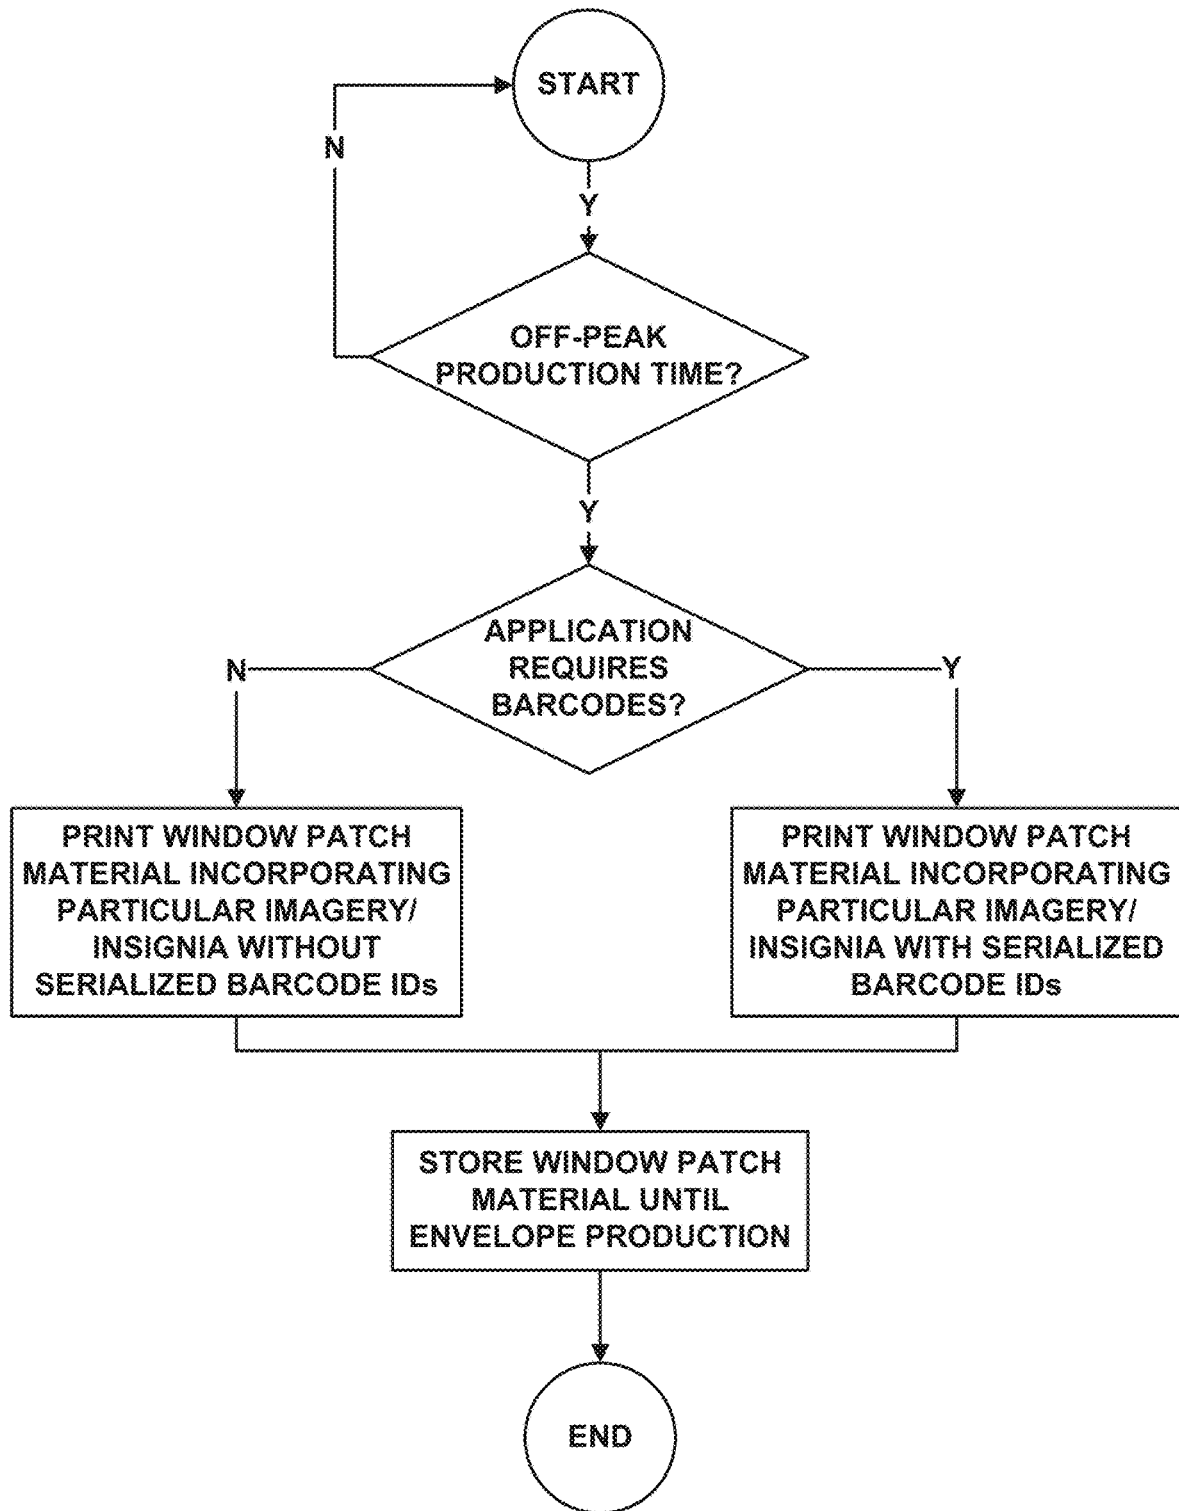 START
N
Y
OFF-PEAK
PRODUCTION TIME?
Y
APPLICATION
REQUIRES
BARCODES?
N
Y
PRINT WINDOW PATCH
MATERIAL INCORPORATING
PARTICULAR IMAGERY/
INSIGNIA WITHOUT
SERIALIZED BARCODE IDs
PRINT WINDOW PATCH
MATERIAL INCORPORATING
PARTICULAR IMAGERY/
INSIGNIA WITH SERIALIZED
BARCODE IDs
STORE WINDOW PATCH
MATERIAL UNTIL
ENVELOPE PRODUCTION
END